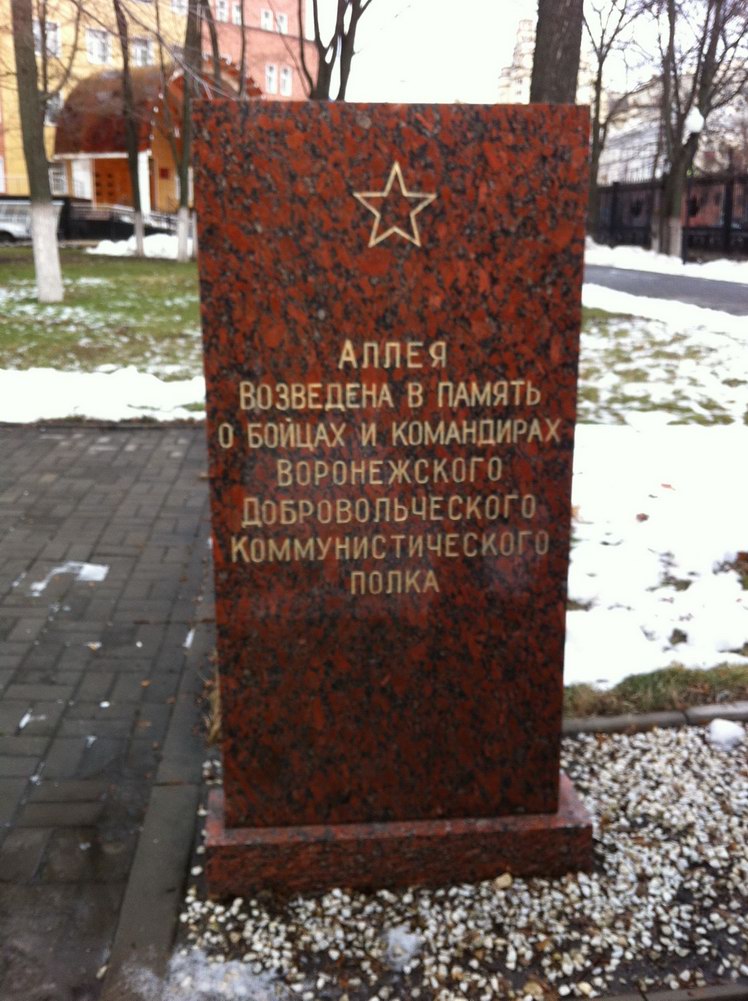 АЛЛЕЯ
ВОЗВЕДЕНА В ПАМЯТЬ
О БОЙЦАХ И КОМАНДИРАХ
ВОРОНЕЖСКОГО
ДОБРОВОЛЬЧЕСКОГО
КОММУНИСТИЧЕСКОГО
ПОЛКА